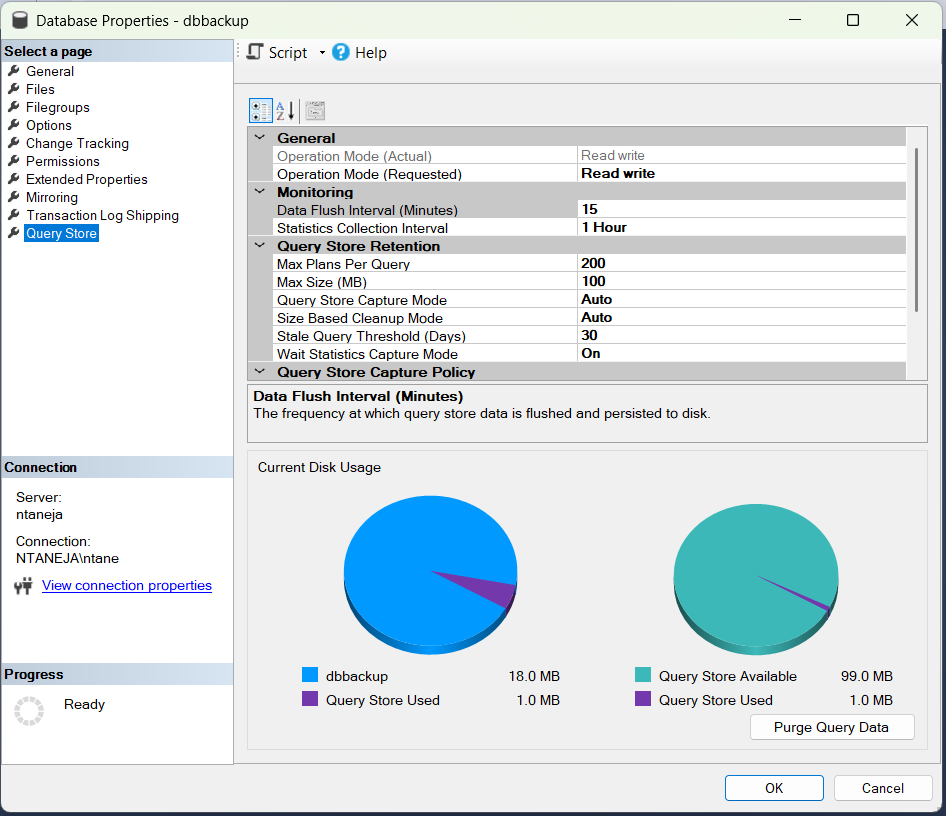 Database Properties - dbbackup
Select a page
General
Files
Filegroups
Options
Change Tracking
Permissions
Extended Properties
Mirroring
Transaction Log Shipping
Query Store
Connection
Server:
ntaneja
Connection:
NTANEJA\ntane
View connection properties
Progress
Ready
Script Help
General
Operation Mode (Actual) Read write
Operation Mode (Requested) Read write
Monitoring
Data Flush Interval (Minutes) 15
Statistics Collection Interval 1 Hour
Query Store Retention
Max Plans Per Query 200
Max Size (MB) 100
Query Store Capture Mode Auto
Size Based Cleanup Mode Auto
Stale Query Threshold (Days) 30
Wait Statistics Capture Mode On
Query Store Capture Policy
Data Flush Interval (Minutes)
The frequency at which query store data is flushed and persisted to disk.
Current Disk Usage
dbbackup 18.0 MB
Query Store Used 1.0 MB
Query Store Available 99.0 MB
Query Store Used 1.0 MB
Purge Query Data
OK Cancel